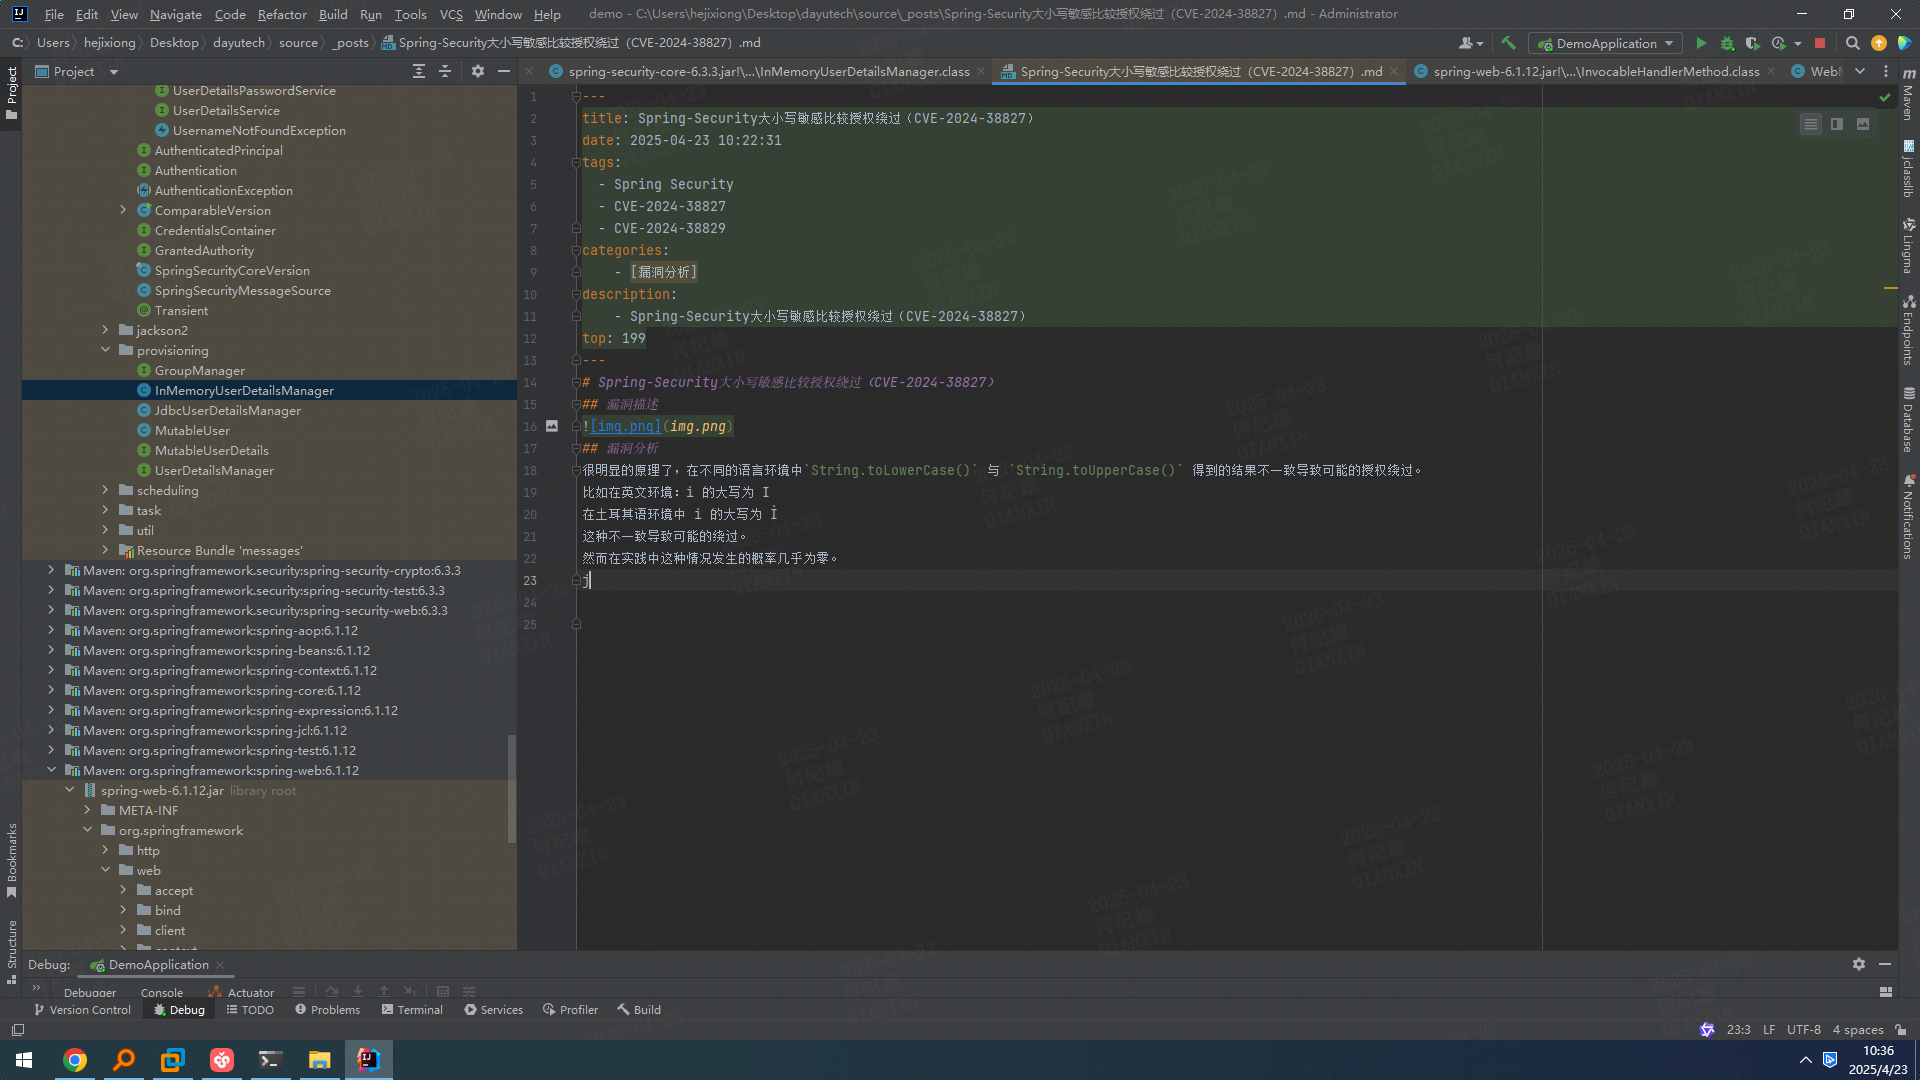 File Edit View Navigate Code Refactor Build Run Tools VCS Window Help demo - C:\Users\hejixiong\Desktop\dayutech\source\_posts\Spring-Security大小写敏感比较授权绕过（CVE-2024-38827）.md - Administrator
C: Users hejixiong Desktop dayutech source _posts Spring-Security大小写敏感比较授权绕过（CVE-2024-38827）.md
DemoApplication
Project
spring-security-core-6.3.3.jar!\...\InMemoryUserDetailsManager.class
Spring-Security大小写敏感比较授权绕过（CVE-2024-38827）.md
spring-web-6.1.12.jar!\...\InvocableHandlerMethod.class
Project
UserDetailsPasswordService
UserDetailsService
UsernameNotFoundException
AuthenticatedPrincipal
Authentication
AuthenticationException
ComparableVersion
CredentialsContainer
GrantedAuthority
SpringSecurityCoreVersion
SpringSecurityMessageSource
Transient
jackson2
provisioning
GroupManager
InMemoryUserDetailsManager
JdbcUserDetailsManager
MutableUser
MutableUserDetails
UserDetailsManager
scheduling
task
util
Resource Bundle 'messages'
Maven: org.springframework.security:spring-security-crypto:6.3.3
Maven: org.springframework.security:spring-security-test:6.3.3
Maven: org.springframework.security:spring-security-web:6.3.3
Maven: org.springframework:spring-aop:6.1.12
Maven: org.springframework:spring-beans:6.1.12
Maven: org.springframework:spring-context:6.1.12
Maven: org.springframework:spring-core:6.1.12
Maven: org.springframework:spring-expression:6.1.12
Maven: org.springframework:spring-jcl:6.1.12
Maven: org.springframework:spring-test:6.1.12
Maven: org.springframework:spring-web:6.1.12
spring-web-6.1.12.jar library root
META-INF
org.springframework
http
web
accept
bind
client
Bookmarks
Structure
1 ---
2 title: Spring-Security大小写敏感比较授权绕过（CVE-2024-38827）
3 date: 2025-04-23 10:22:31
4 tags:
5 - Spring Security
6 - CVE-2024-38827
7 - CVE-2024-38829
8 categories:
9 - [漏洞分析]
10 description:
11 - Spring-Security大小写敏感比较授权绕过（CVE-2024-38827）
12 top: 199
13 ---
14 # Spring-Security大小写敏感比较授权绕过（CVE-2024-38827）
15 ## 漏洞描述
16 ![img.png](img.png)
17 ## 漏洞分析
18 很明显的原理了，在不同的语言环境中`String.toLowerCase()` 与 `String.toUpperCase()` 得到的结果不一致导致可能的授权绕过。
19 比如在英文环境：i 的大写为 I
20 在土耳其语环境中 i 的大写为 İ
21 这种不一致导致可能的绕过。
22 然而在实践中这种情况发生的概率几乎为零。
23 j
24
25
Maven
jclasslib
Lingma
Endpoints
Database
Notifications
Debug: DemoApplication
Debugger Console Actuator
Version Control Debug TODO Problems Terminal Services Profiler Build
23:3 LF UTF-8 4 spaces
10:36
2025/4/23
2025-04-23
何纪雄
QIANXIN